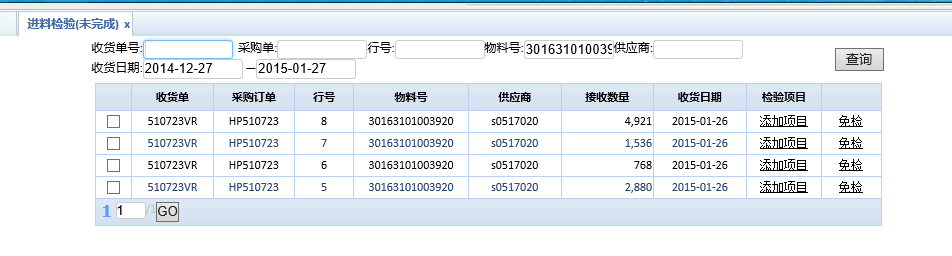 进料检验(未完成) x
收货单号: 采购单: 行号: 物料号: 301631010039 供应商: 查询
收货日期: 2014-12-27 —2015-01-27
收货单 采购订单 行号 物料号 供应商 接收数量 收货日期 检验项目
510723VR HP510723 8 30163101003920 s0517020 4,921 2015-01-26 添加项目 免检
510723VR HP510723 7 30163101003920 s0517020 1,536 2015-01-26 添加项目 免检
510723VR HP510723 6 30163101003920 s0517020 768 2015-01-26 添加项目 免检
510723VR HP510723 5 30163101003920 s0517020 2,880 2015-01-26 添加项目 免检
1 1 /1 GO